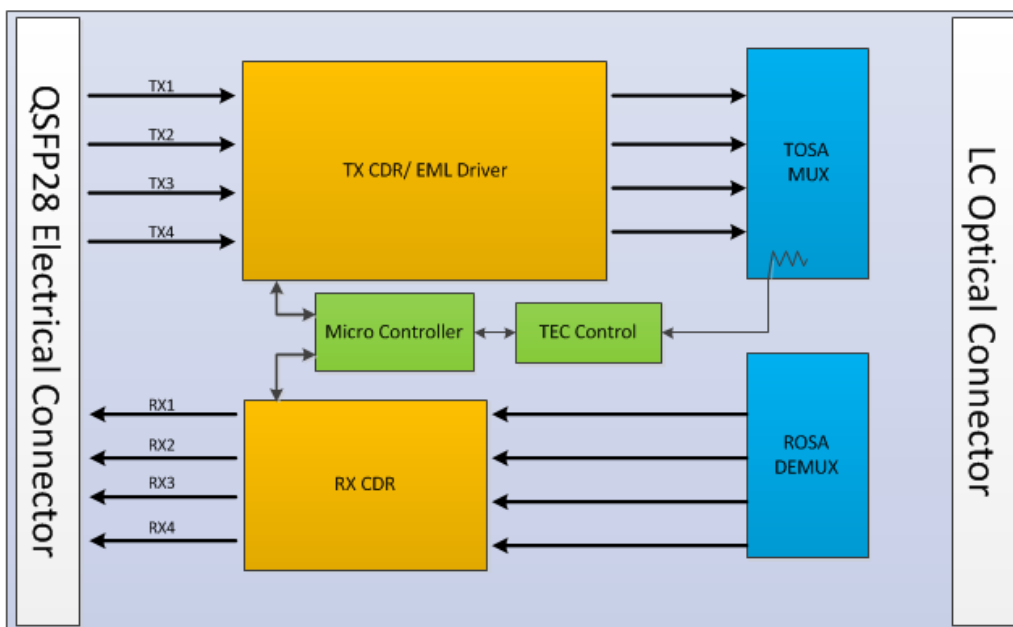 QSFP28 Electrical Connector
TX1
TX2
TX3
TX4
TX CDR/ EML Driver
TOSA
MUX
Micro Controller
TEC Control
RX1
RX2
RX3
RX4
RX CDR
ROSA
DEMUX
LC Optical Connector